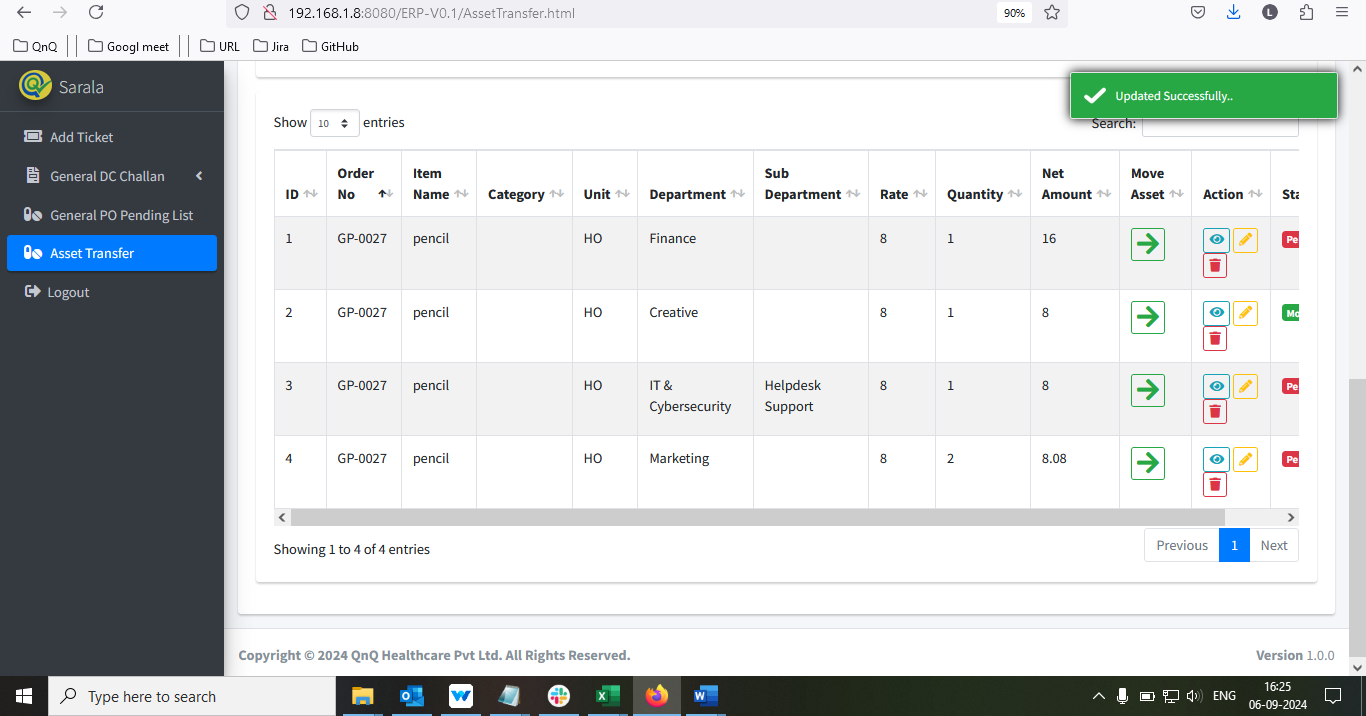 192.168.1.8:8080/ERP-V0.1/AssetTransfer.html
90%
L
QnQ
Googl meet
URL
Jira
GitHub
Sarala
Add Ticket
General DC Challan
General PO Pending List
Asset Transfer
Logout
Updated Successfully..
Show 10 entries
Search:
ID Order No Item Name Category Unit Department Sub Department Rate Quantity Net Amount Move Asset Action Sta
1 GP-0027 pencil HO Finance 8 1 16 Pe
2 GP-0027 pencil HO Creative 8 1 8 Mo
3 GP-0027 pencil HO IT & Cybersecurity Helpdesk Support 8 1 8 Pe
4 GP-0027 pencil HO Marketing 8 2 8.08 Pe
Showing 1 to 4 of 4 entries
Previous 1 Next
Copyright © 2024 QnQ Healthcare Pvt Ltd. All Rights Reserved.
Version 1.0.0
Type here to search
ENG
16:25
06-09-2024